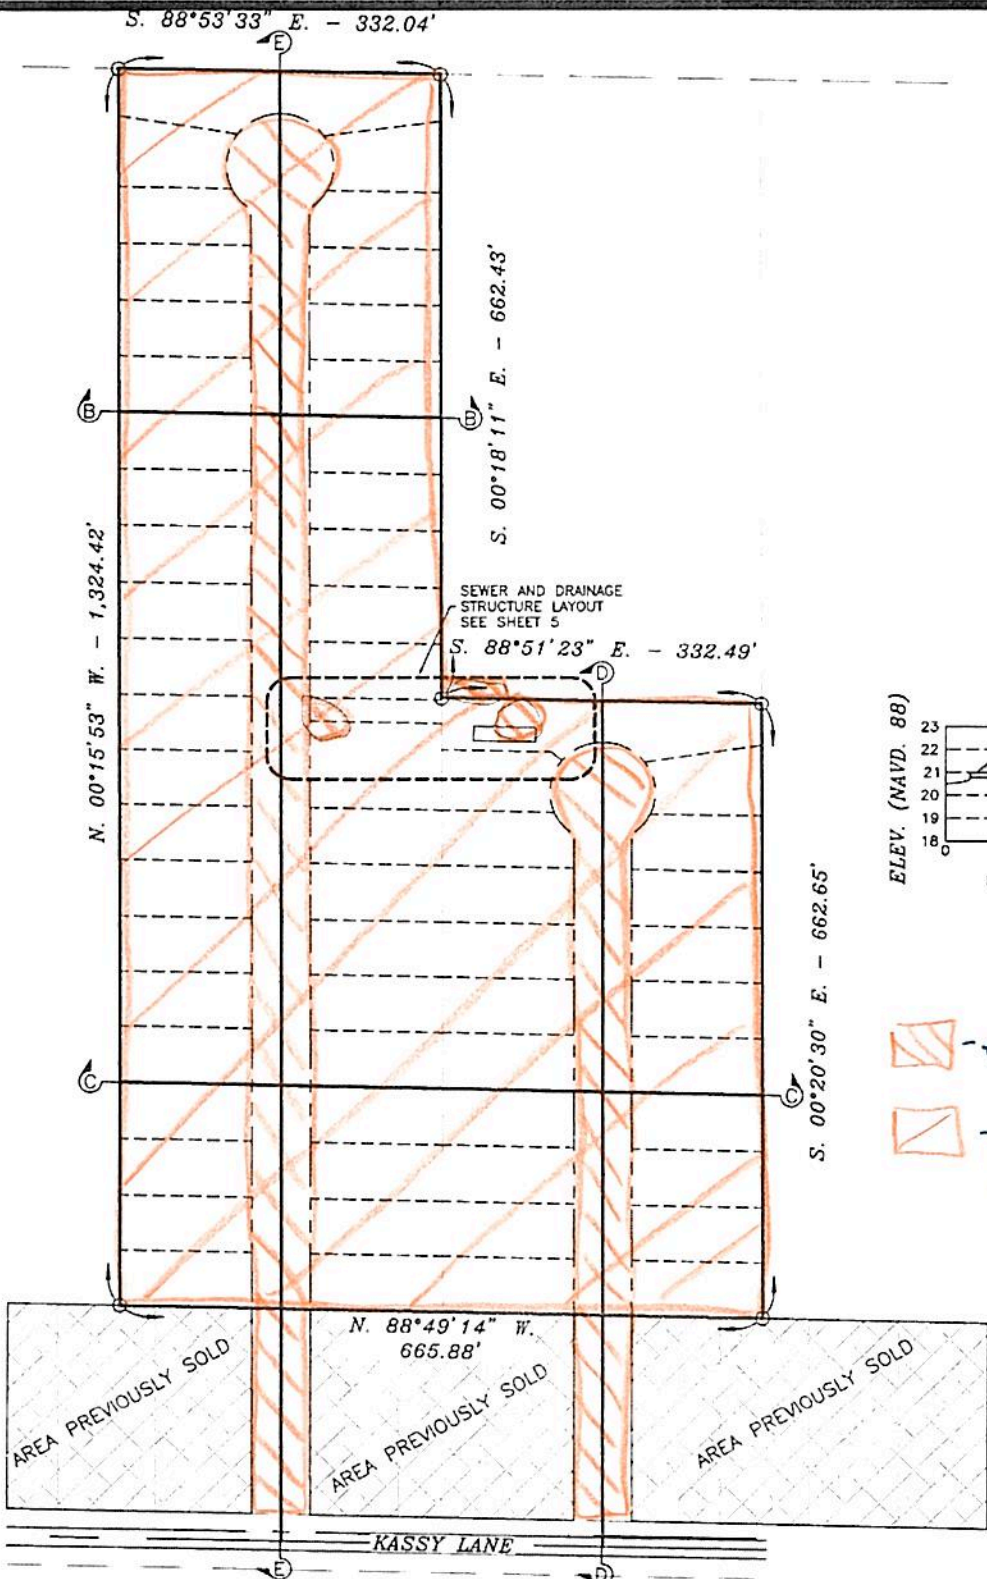 S. 88°53'33" E. - 332.04'
E
B
B
S. 00°18'11" E. - 662.43'
N. 00°15'53" W. - 1,324.42'
SEWER AND DRAINAGE
STRUCTURE LAYOUT
SEE SHEET 5
S. 88°51'23" E. - 332.49'
D
ELEV. (NAVD. 88)
23
22
21
20
19
18
0
S. 00°20'30" E. - 662.65'
C
C
N. 88°49'14" W.
665.88'
AREA PREVIOUSLY SOLD
AREA PREVIOUSLY SOLD
AREA PREVIOUSLY SOLD
KASSY LANE
E
D